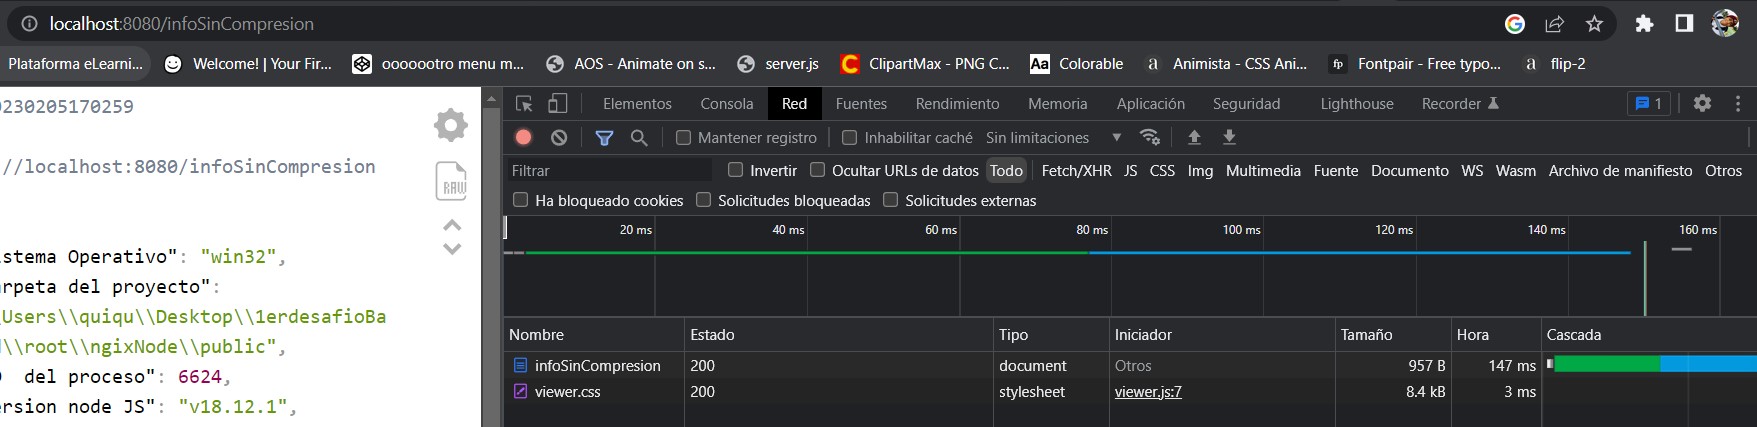 localhost:8080/infoSinCompresion
Plataforma eLearni... Welcome! | Your Fir... ooooootro menu m... AOS - Animate on s... server.js ClipartMax - PNG C... Aa Colorable a Animista - CSS Ani... fp Fontpair - Free typo... a flip-2
0230205170259
//localhost:8080/infoSinCompresion
RAW
istema Operativo": "win32",
arpeta del proyecto":
\Users\\quiqu\\Desktop\\1erdesafioBa
\\root\\ngixNode\\public",
del proceso": 6624,
ersion node JS": "v18.12.1",
Elementos Consola Red Fuentes Rendimiento Memoria Aplicación Seguridad Lighthouse Recorder 1
Mantener registro Inhabilitar caché Sin limitaciones
Filtrar Invertir Ocultar URLs de datos Todo Fetch/XHR JS CSS Img Multimedia Fuente Documento WS Wasm Archivo de manifiesto Otros
Ha bloqueado cookies Solicitudes bloqueadas Solicitudes externas
20 ms 40 ms 60 ms 80 ms 100 ms 120 ms 140 ms 160 ms
Nombre Estado Tipo Iniciador Tamaño Hora Cascada
infoSinCompresion 200 document Otros 957 B 147 ms
viewer.css 200 stylesheet viewer.js:7 8.4 kB 3 ms